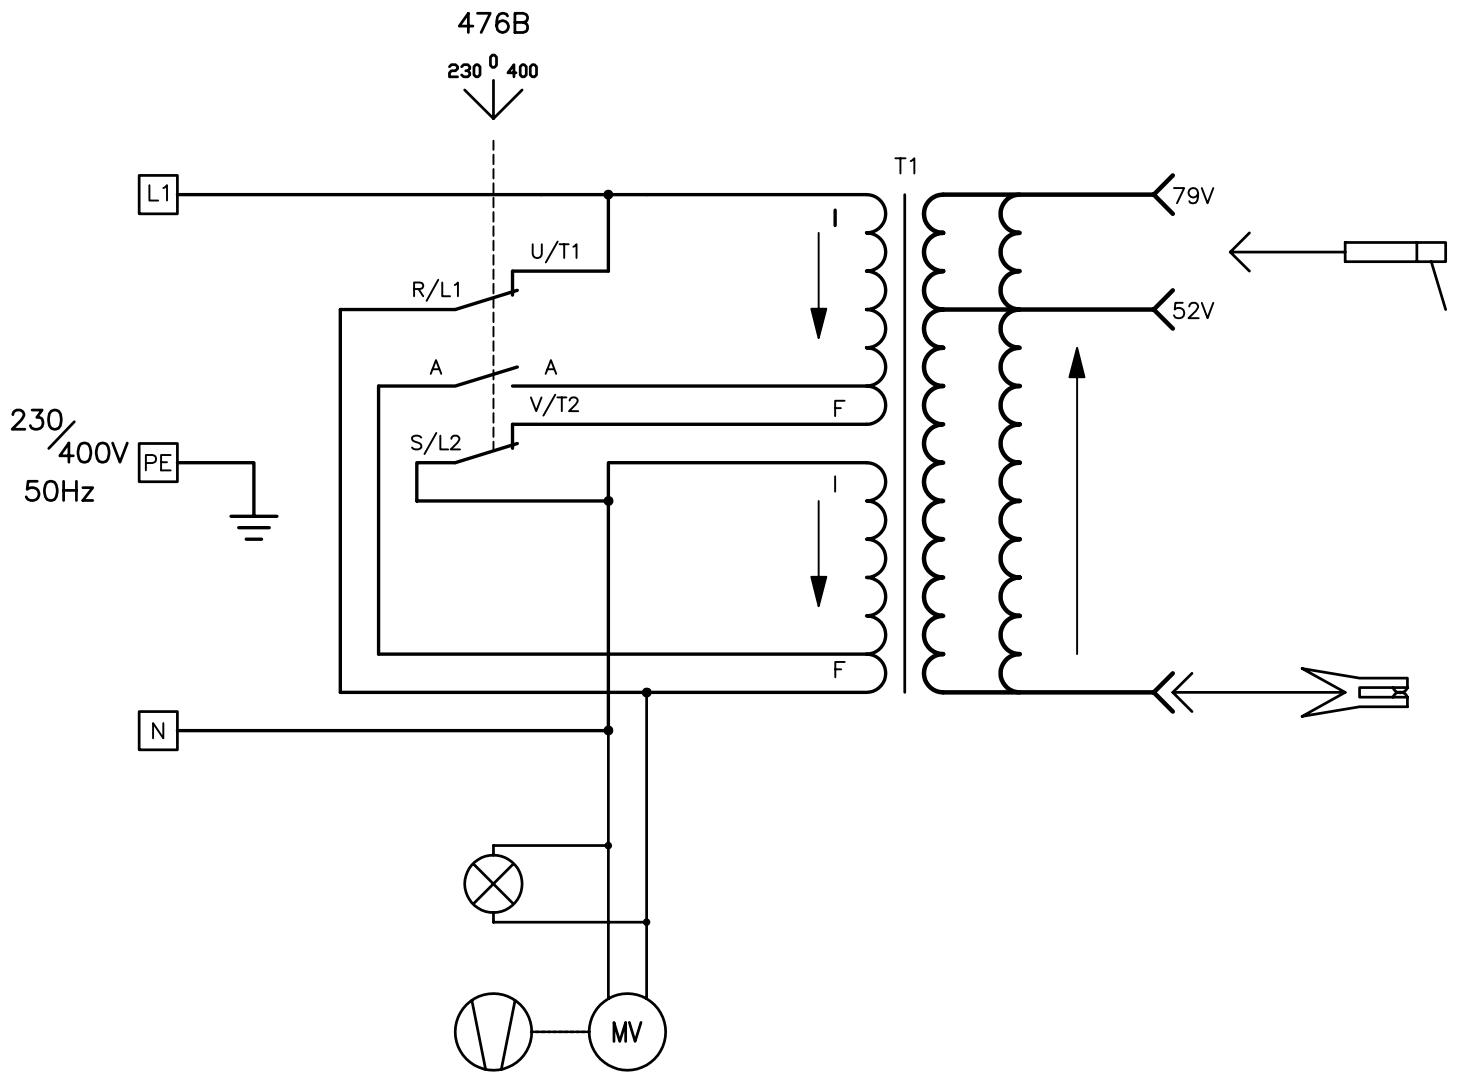 476B
230 0 400
T1
L1
79V
I
U/T1
R/L1
52V
A A
F
V/T2
S/L2
230/
400V
PE
50Hz
I
F
N
MV